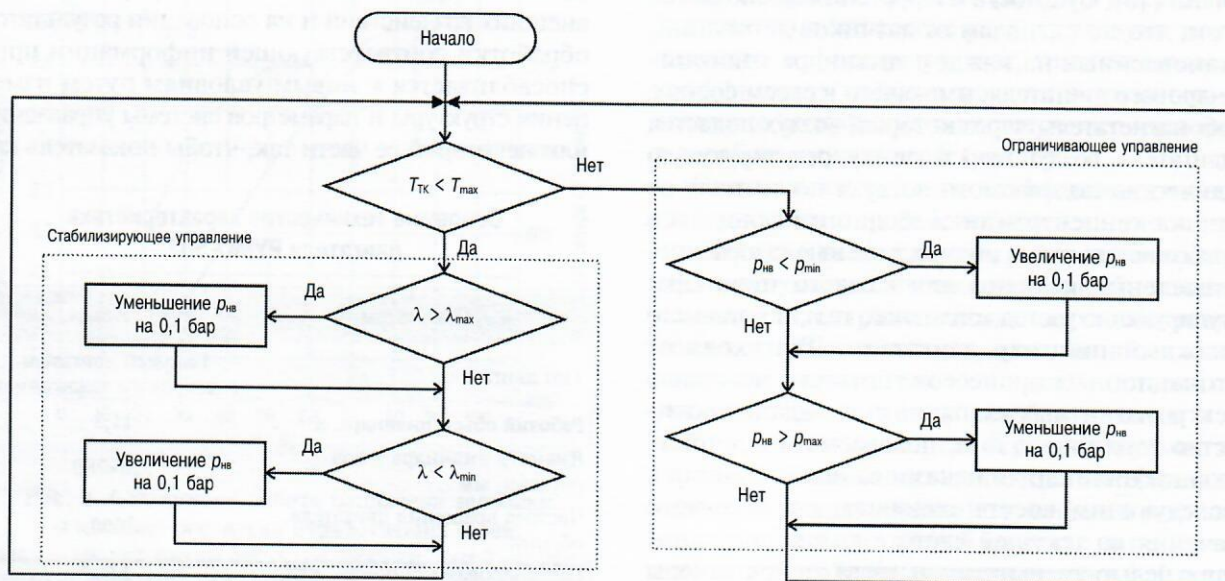 Начало
T_ТК < T_max
Нет
Да
Стабилизирующее управление
λ > λ_max
Да
Уменьшение p_нв
на 0,1 бар
Нет
λ < λ_min
Да
Увеличение p_нв
на 0,1 бар
Нет
Ограничивающее управление
p_нв < p_min
Да
Увеличение p_нв
на 0,1 бар
Нет
p_нв > p_max
Да
Уменьшение p_нв
на 0,1 бар
Нет